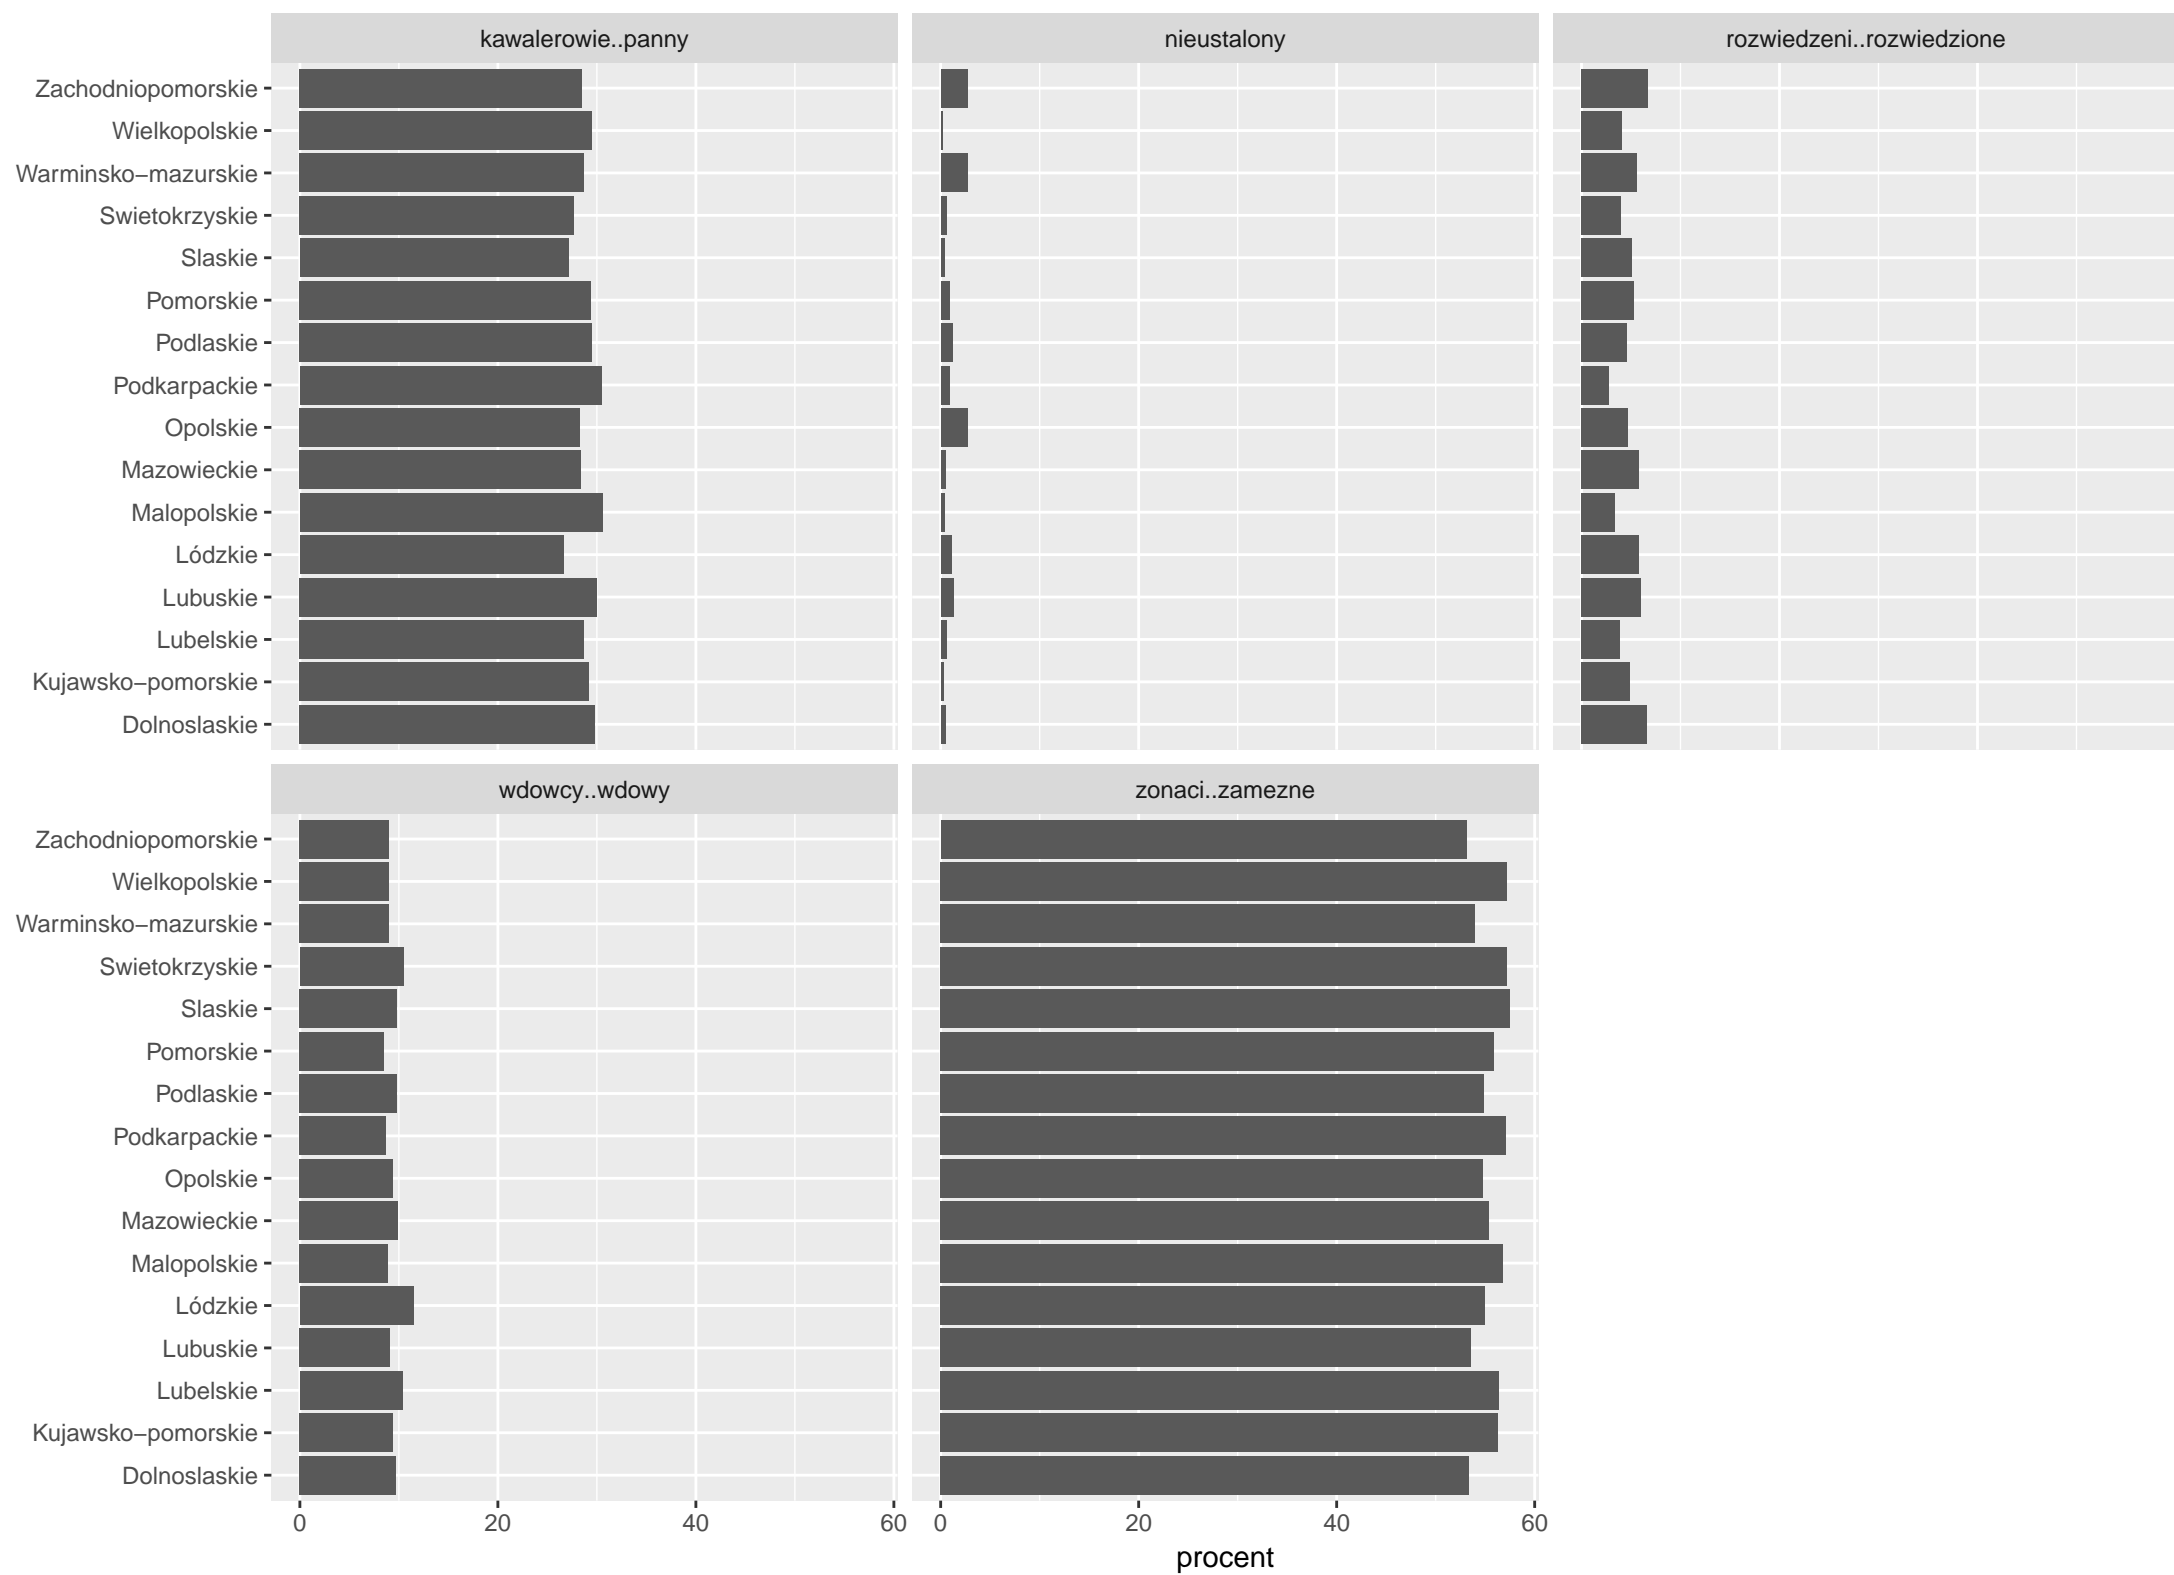 kawalerowie..panny
nieustalony
rozwiedzeni..rozwiedzione
Zachodniopomorskie
Wielkopolskie
Warminsko−mazurskie
Swietokrzyskie
Slaskie
Pomorskie
Podlaskie
Podkarpackie
Opolskie
Mazowieckie
Malopolskie
Lódzkie
Lubuskie
Lubelskie
Kujawsko−pomorskie
Dolnoslaskie
wdowcy..wdowy
zonaci..zamezne
Zachodniopomorskie
Wielkopolskie
Warminsko−mazurskie
Swietokrzyskie
Slaskie
Pomorskie
Podlaskie
Podkarpackie
Opolskie
Mazowieckie
Malopolskie
Lódzkie
Lubuskie
Lubelskie
Kujawsko−pomorskie
Dolnoslaskie
0 20 40 60 0 20 40 60
procent